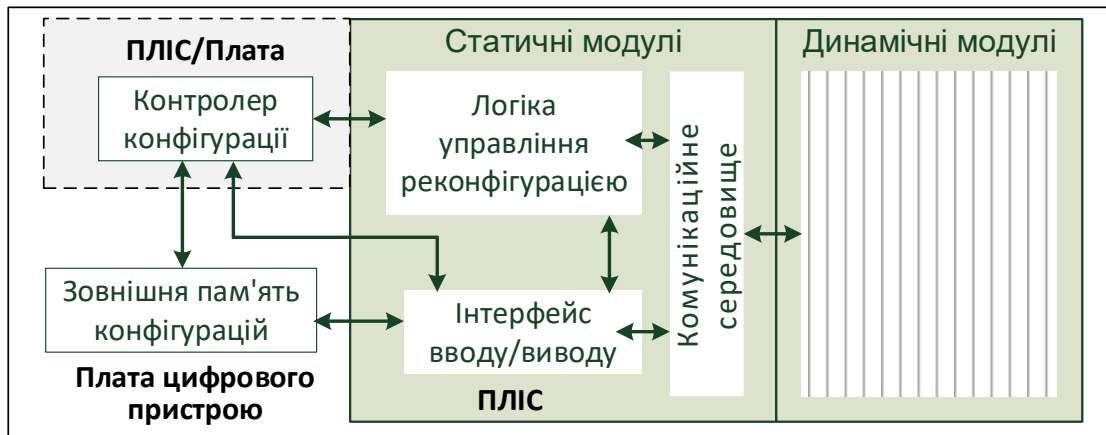 ПЛІС/Плата
Контролер
конфігурації
Зовнішня пам'ять
конфігурацій
Плата цифрового
пристрою
Статичні модулі
Логіка
управління
реконфігурацією
Інтерфейс
вводу/виводу
ПЛІС
Комунікаційне
середовище
Динамічні модулі